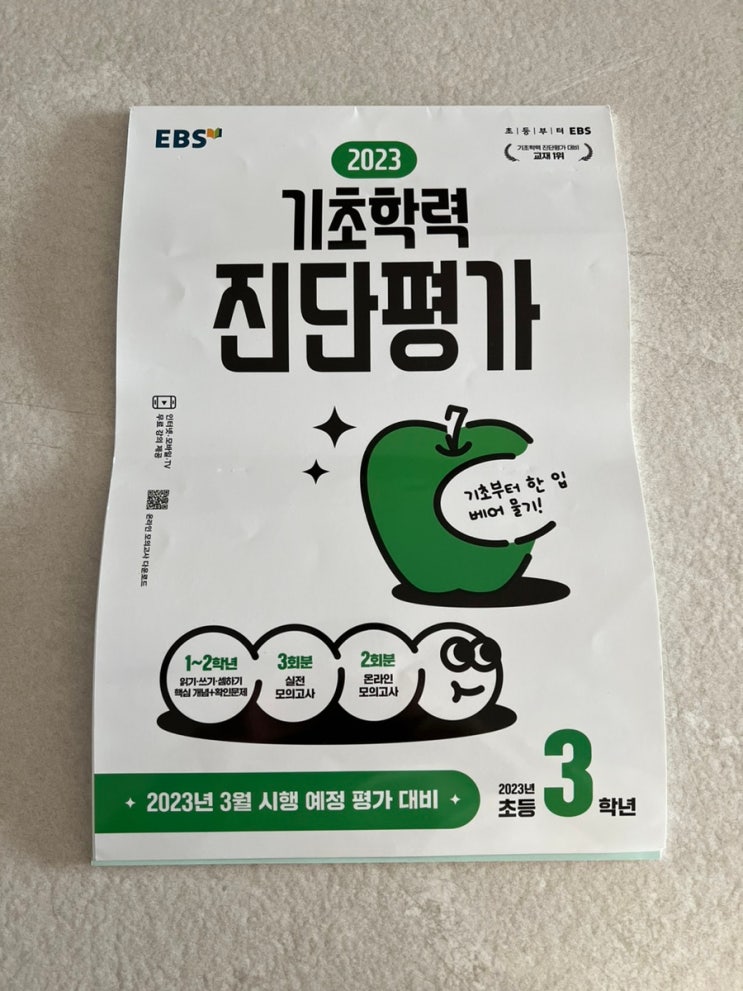 EBS
초|등|부|터 EBS
기초학력 진단평가 대비
교재 1위
2023
기초학력
진단평가
인터넷·모바일·TV
무료 강의 제공
온라인 모의고사 다운로드
기초부터 한 입
베어 물기!
1~2학년
읽기·쓰기·셈하기
핵심 개념+확인문제
3회분
실전
모의고사
2회분
온라인
모의고사
2023년 3월 시행 예정 평가 대비
2023년
초등 3 학년